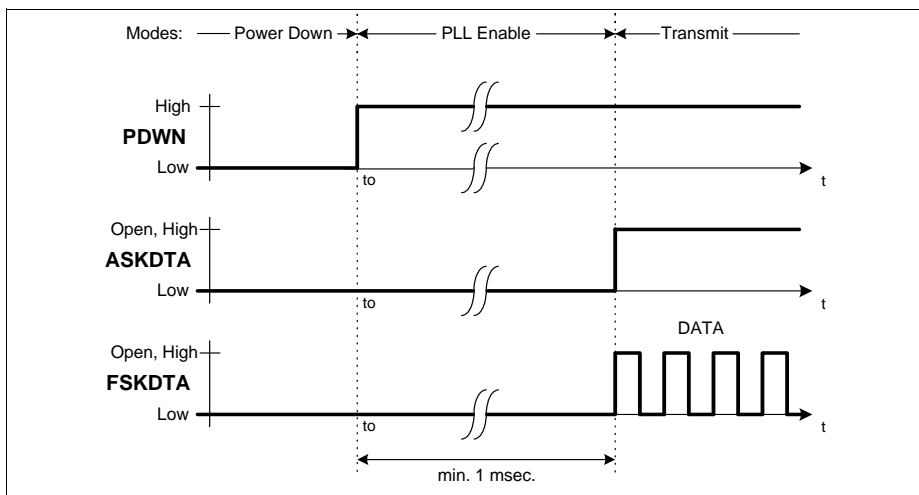 Modes: Power Down PLL Enable Transmit
High
PDWN
Low
to
t
Open, High
ASKDTA
Low
to
t
DATA
Open, High
FSKDTA
Low
to
t
min. 1 msec.